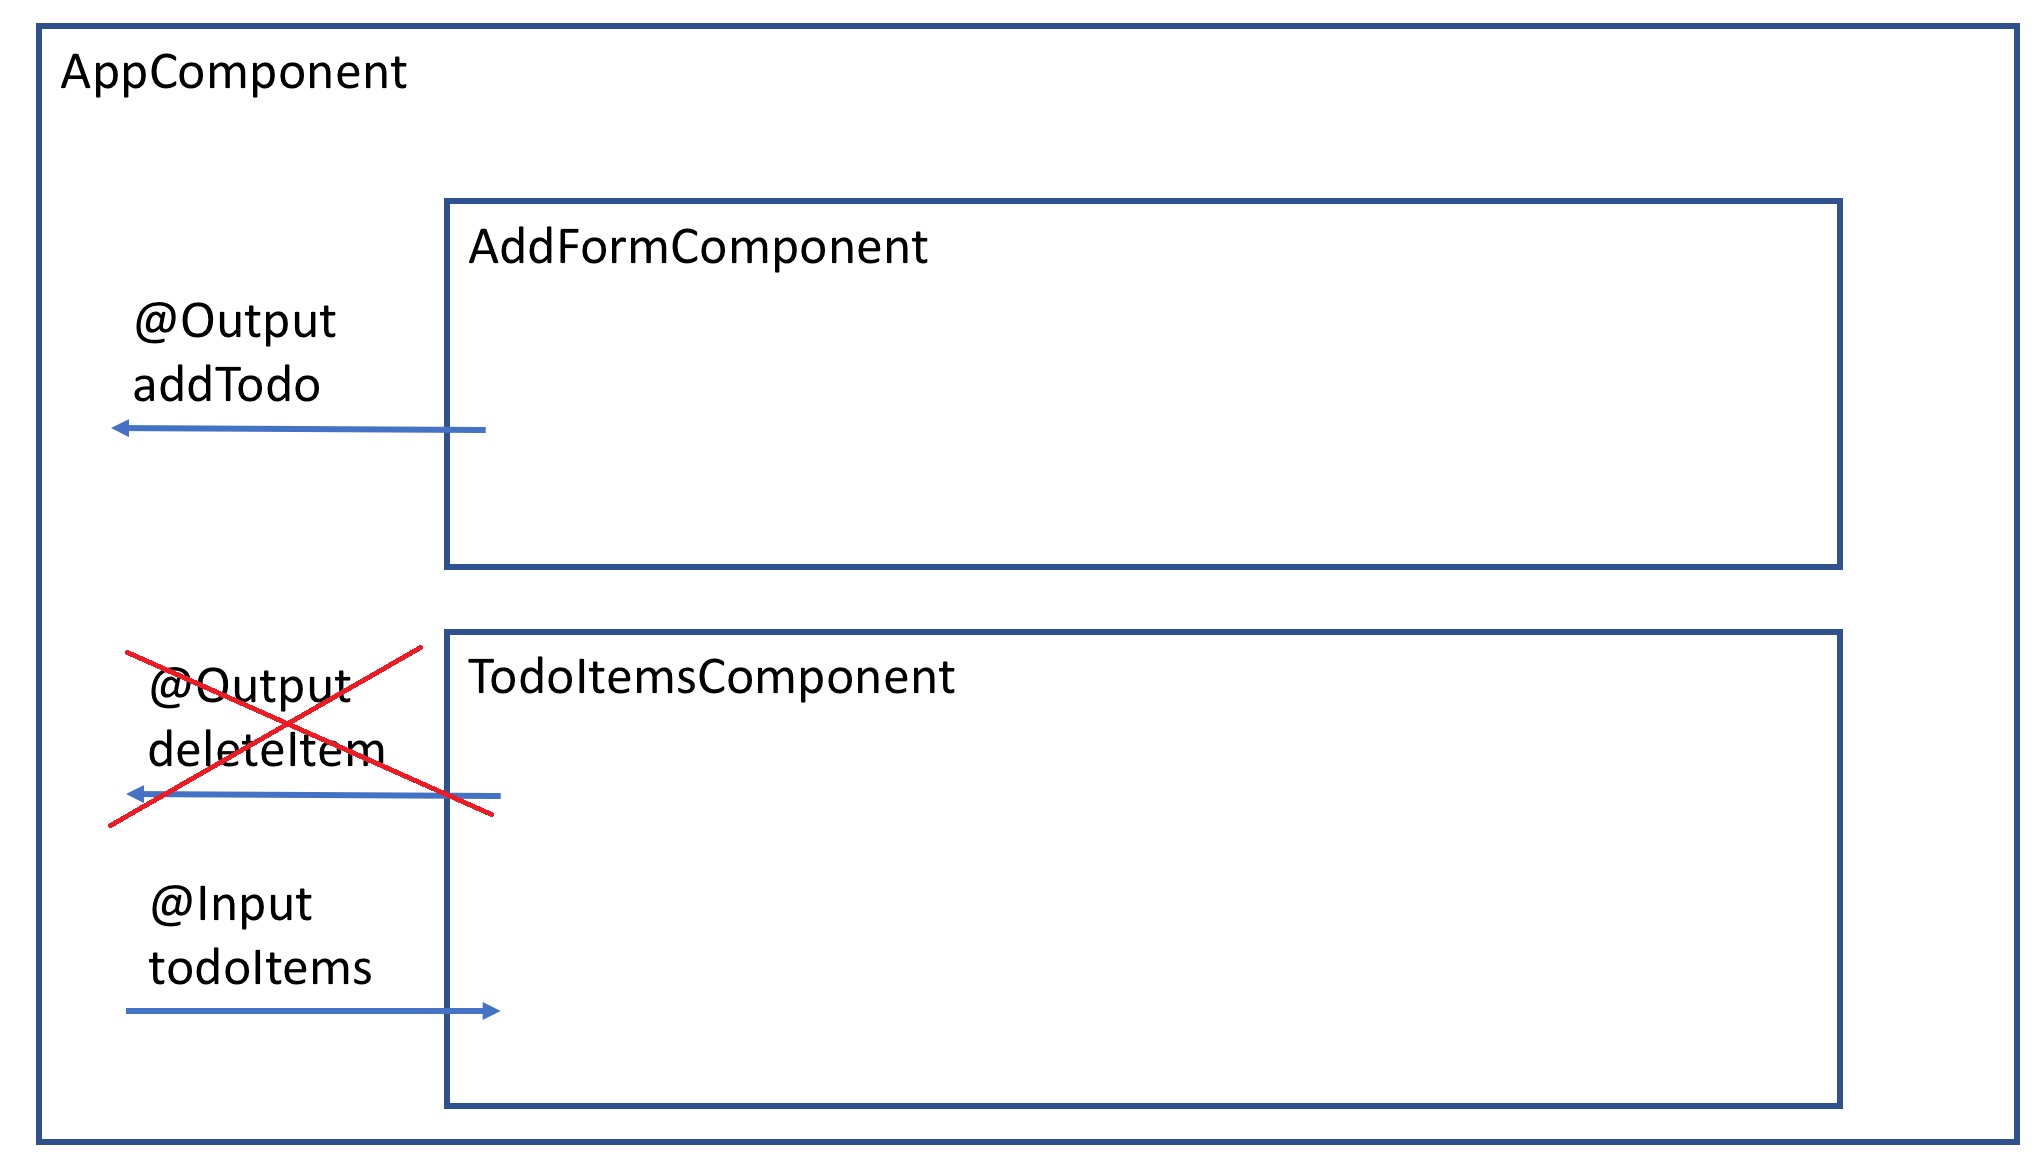 AppComponent
AddFormComponent
@Output
addTodo
TodoItemsComponent
@Output
deleteItem
@Input
todoItems